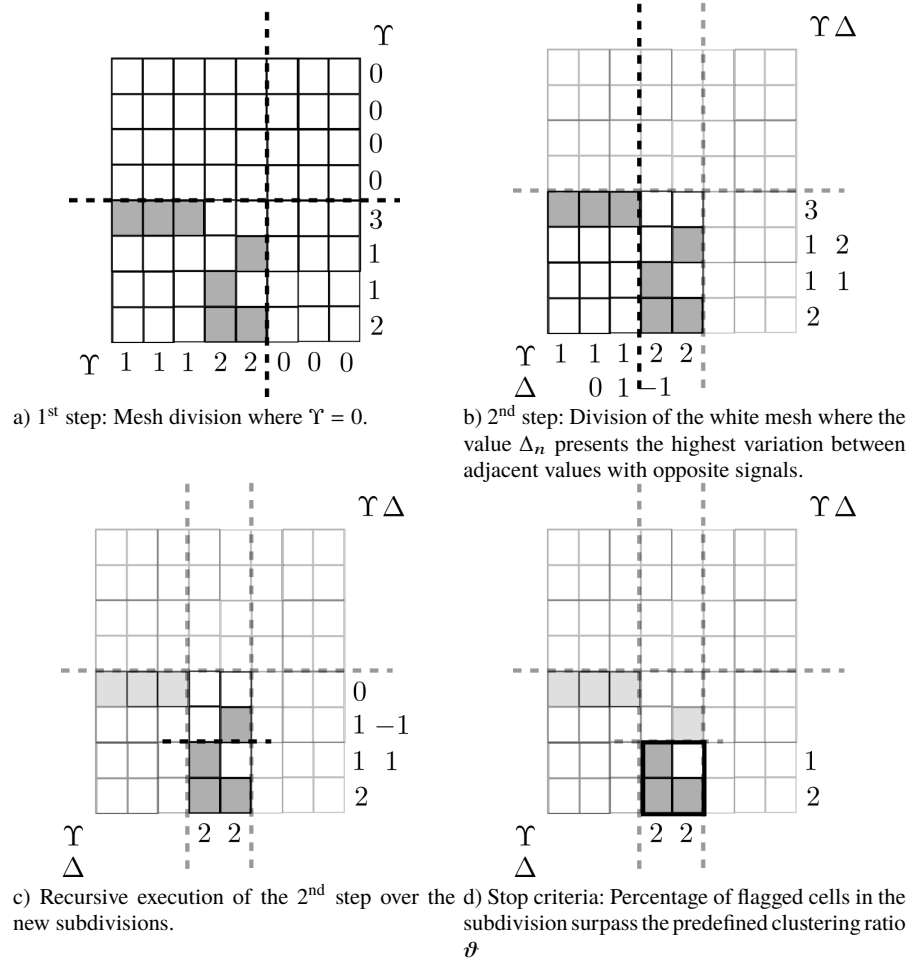 ϒ
0
0
0
0
3
1
1
2
ϒ 1 1 1 2 2 0 0 0
a) 1st step: Mesh division where ϒ = 0.
ϒ Δ
3
1 2
1 1
2
ϒ 1 1 1 2 2
Δ 0 1 −1
b) 2nd step: Division of the white mesh where the
value Δn presents the highest variation between
adjacent values with opposite signals.
ϒ Δ
0
1 −1
1 1
2
ϒ 2 2
Δ
c) Recursive execution of the 2nd step over the
new subdivisions.
ϒ Δ
1
2
ϒ 2 2
Δ
d) Stop criteria: Percentage of flagged cells in the
subdivision surpass the predefined clustering ratio
ϑ